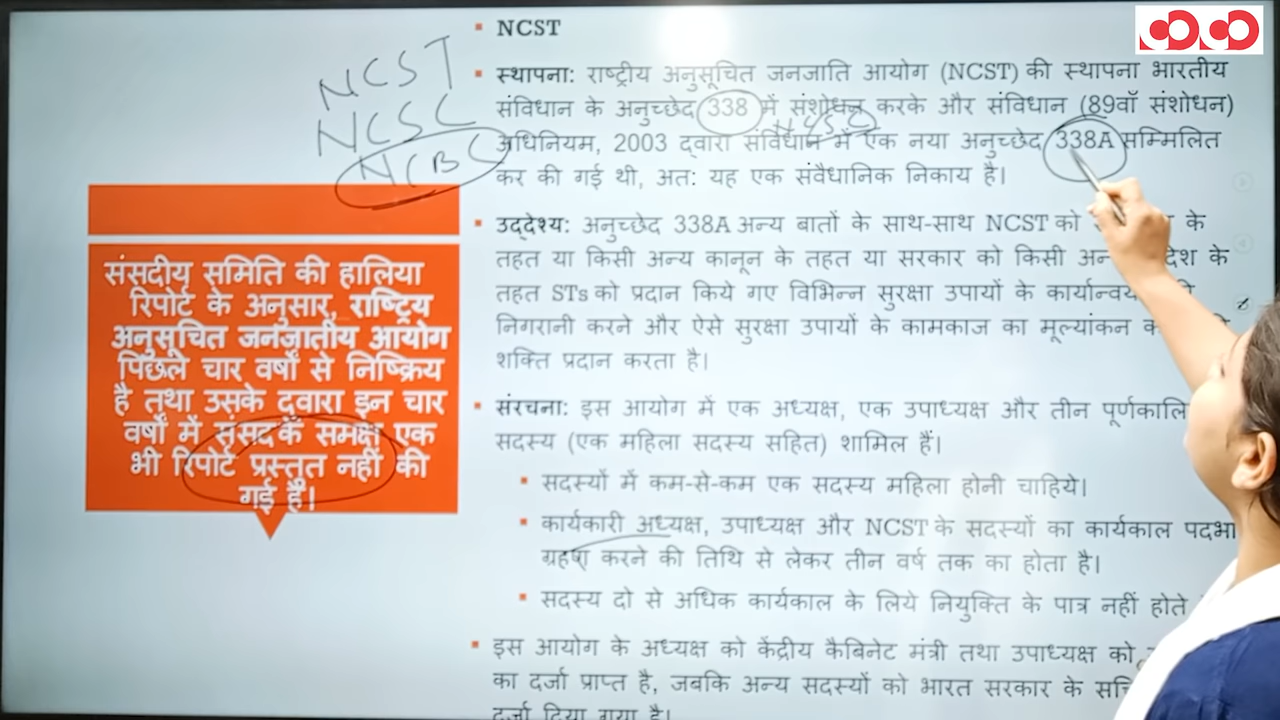 NCST
NCSC
NCBC
संसदीय समिति की हालिया
रिपोर्ट के अनुसार, राष्ट्रिय
अनुसूचित जनजातीय आयोग
पिछले चार वर्षों से निष्क्रिय
है तथा उसके द्वारा इन चार
वर्षों में संसद के समक्ष एक
भी रिपोर्ट प्रस्तुत नहीं की
गई है।
NCST
स्थापना: राष्ट्रीय अनुसूचित जनजाति आयोग (NCST) की स्थापना भारतीय
संविधान के अनुच्छेद 338 में संशोधन करके और संविधान (89वाँ संशोधन)
NCSC
अधिनियम, 2003 द्वारा संविधान में एक नया अनुच्छेद 338A सम्मिलित
कर की गई थी, अत: यह एक संवैधानिक निकाय है।
उद्देश्य: अनुच्छेद 338A अन्य बातों के साथ-साथ NCST को के
तहत या किसी अन्य कानून के तहत या सरकार को किसी अन के
तहत STs को प्रदान किये गए विभिन्न सुरक्षा उपायों के
निगरानी करने और ऐसे सुरक्षा उपायों के कामकाज का मूल्यांकन
शक्ति प्रदान करता है।
संरचना: इस आयोग में एक अध्यक्ष, एक उपाध्यक्ष और तीन पूर्णकालि
सदस्य (एक महिला सदस्य सहित) शामिल हैं।
सदस्यों में कम-से-कम एक सदस्य महिला होनी चाहिये।
कार्यकारी अध्यक्ष, उपाध्यक्ष और NCST के सदस्यों का कार्यकाल पदभा
ग्रहण करने की तिथि से लेकर तीन वर्ष तक का होता है।
सदस्य दो से अधिक कार्यकाल के लिये नियुक्ति के पात्र नहीं होते
इस आयोग के अध्यक्ष को केंद्रीय कैबिनेट मंत्री तथा उपाध्यक्ष को
का दर्जा प्राप्त है, जबकि अन्य सदस्यों को भारत सरकार के सचि
दर्जा दिया गया है।